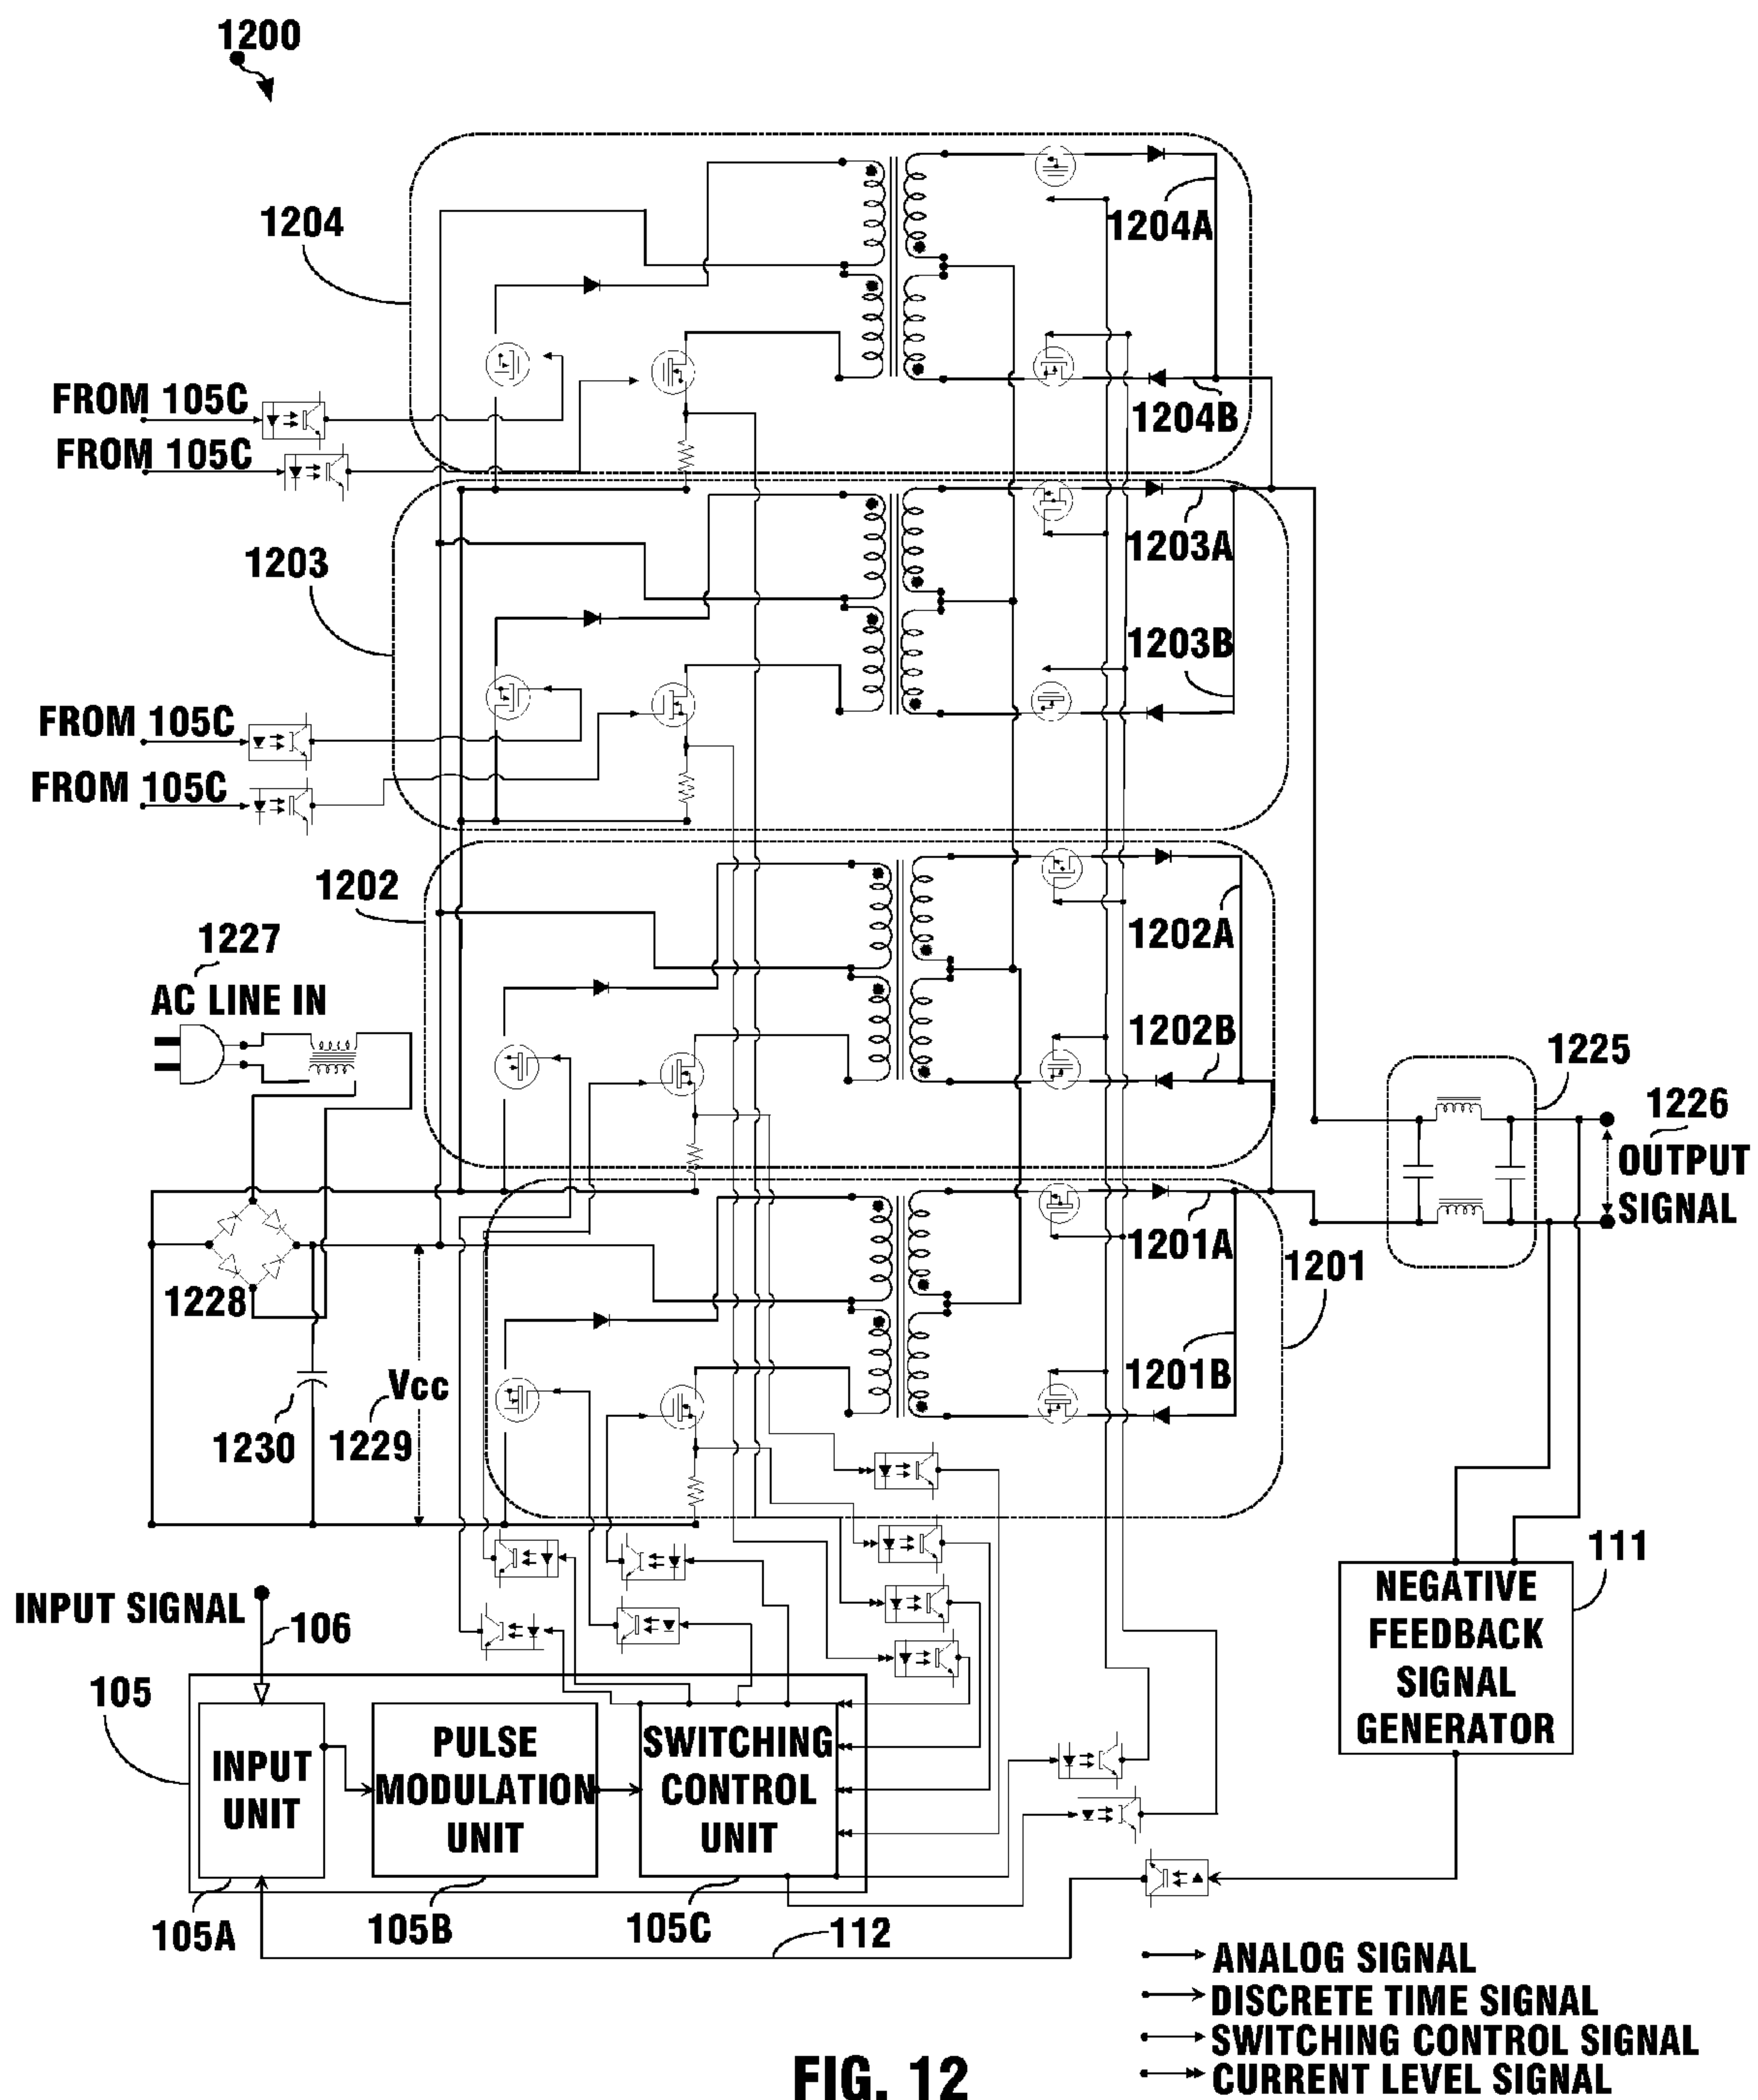 1200
1204
1204A
FROM 105C
1204B
FROM 105C
1203
1203A
1203B
FROM 105C
FROM 105C
1202
1202A
1227
AC LINE IN
1202B
1225
1226
OUTPUT
SIGNAL
1201A
1201
1228
1201B
Vcc
1230
1229
INPUT SIGNAL
106
111
NEGATIVE
FEEDBACK
SIGNAL
GENERATOR
105
INPUT
UNIT
PULSE
MODULATION
UNIT
SWITCHING
CONTROL
UNIT
105A
105B
105C
112
ANALOG SIGNAL
DISCRETE TIME SIGNAL
SWITCHING CONTROL SIGNAL
CURRENT LEVEL SIGNAL
FIG. 12